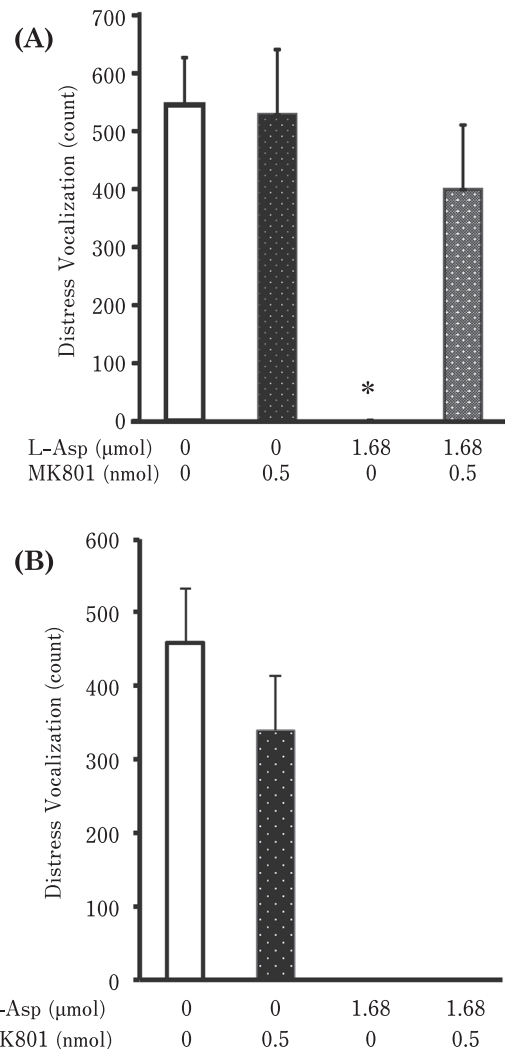 (A)
Distress Vocalization (count)
700
600
500
400
300
200
100
0
*
L-Asp (μmol) 0 0 1.68 1.68
MK801 (nmol) 0 0.5 0 0.5
(B)
Distress Vocalization (count)
600
500
400
300
200
100
0
-Asp (μmol) 0 0 1.68 1.68
K801 (nmol) 0 0.5 0 0.5